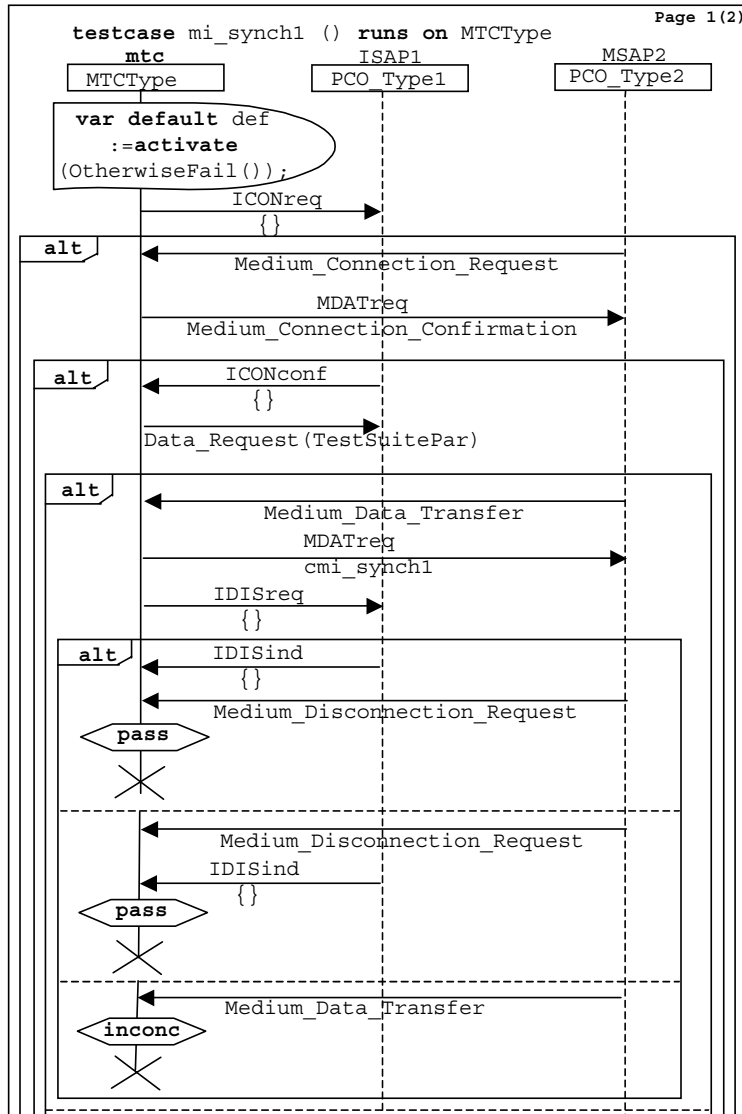 Page 1(2)
testcase mi_synch1 () runs on MTCType
mtc ISAP1 MSAP2
MTCType PCO_Type1 PCO_Type2
var default def
:=activate
(OtherwiseFail());
ICONreq
{}
alt
Medium_Connection_Request
MDATreq
Medium_Connection_Confirmation
alt
ICONconf
{}
Data_Request(TestSuitePar)
alt
Medium_Data_Transfer
MDATreq
cmi_synch1
IDISreq
{}
alt
IDISind
{}
Medium_Disconnection_Request
pass
Medium_Disconnection_Request
IDISind
{}
pass
Medium_Data_Transfer
inconc